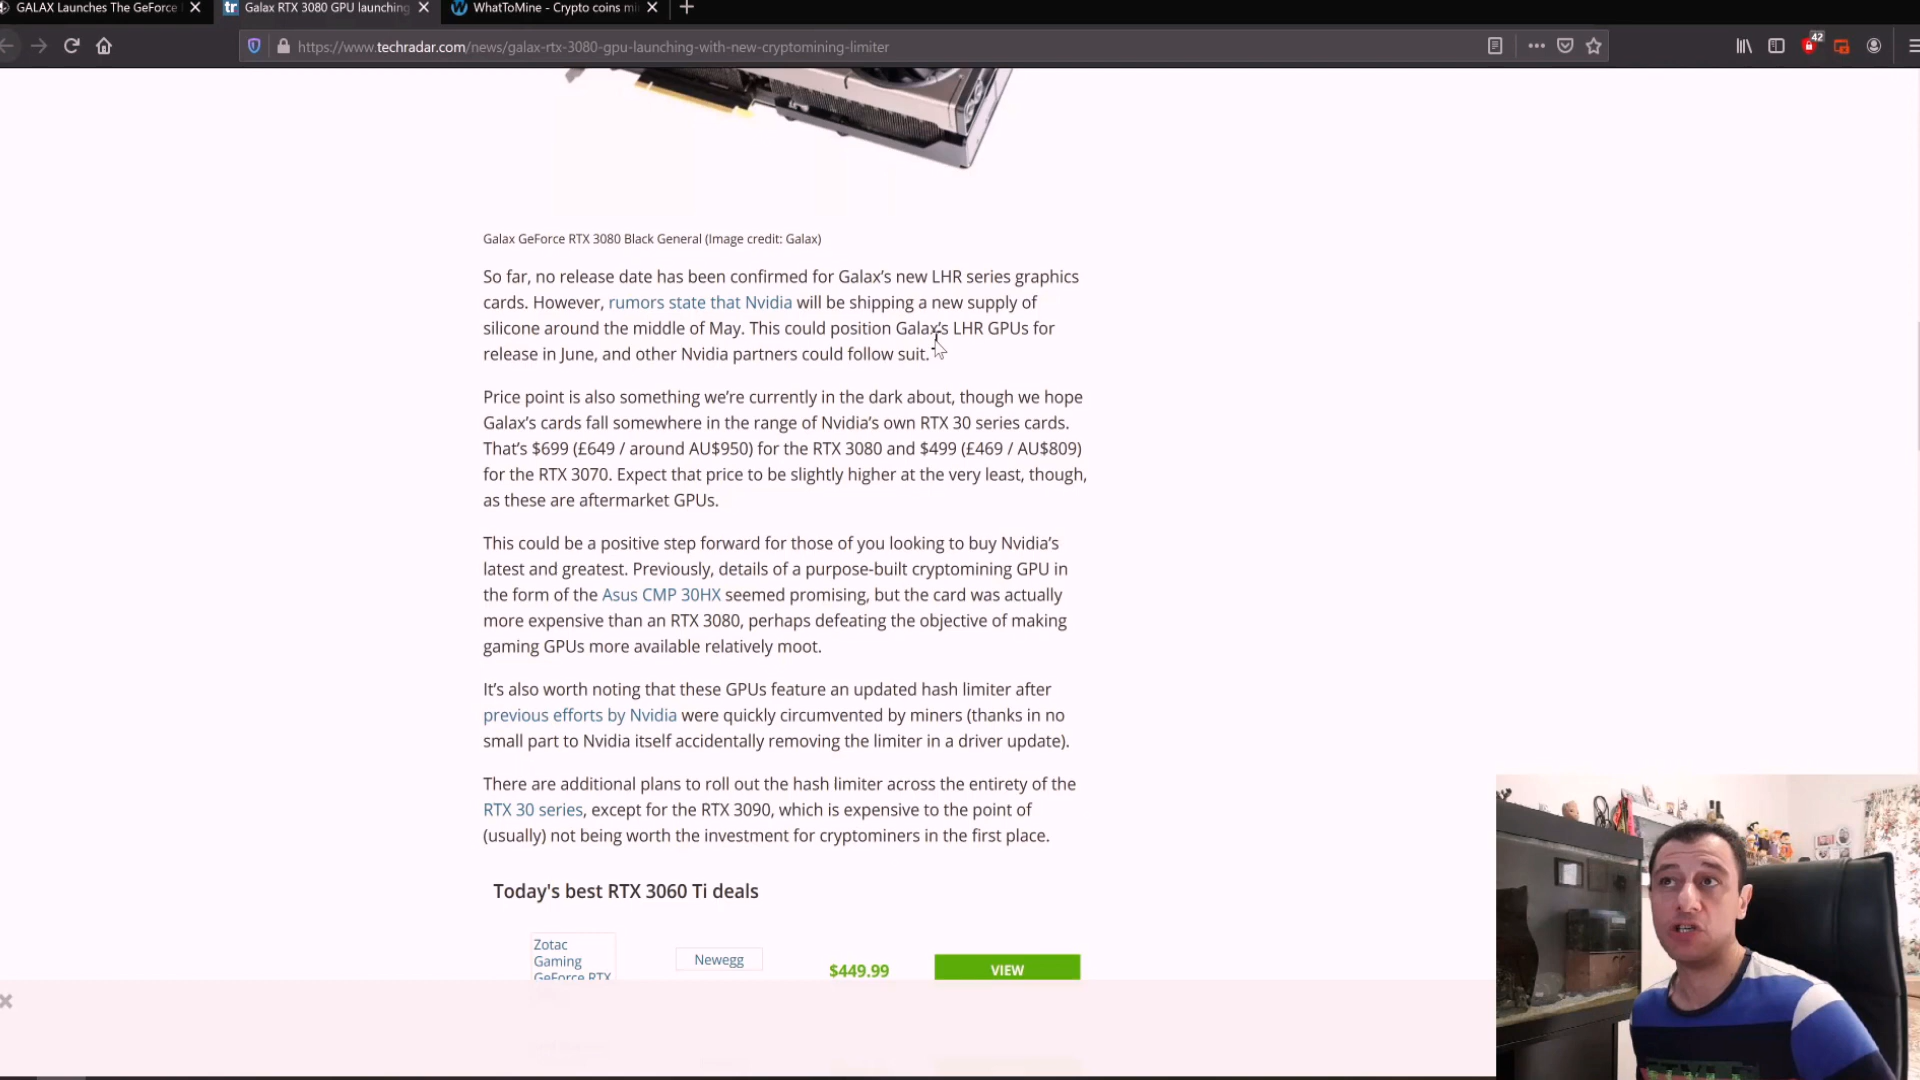 GALAX Launches The GeForce
Galax RTX 3080 GPU launching
WhatToMine - Crypto coins mi
https://www.techradar.com/news/galax-rtx-3080-gpu-launching-with-new-cryptomining-limiter
42
Galax GeForce RTX 3080 Black General (Image credit: Galax)
So far, no release date has been confirmed for Galax’s new LHR series graphics
cards. However, rumors state that Nvidia will be shipping a new supply of
silicone around the middle of May. This could position Galax’s LHR GPUs for
release in June, and other Nvidia partners could follow suit.
Price point is also something we’re currently in the dark about, though we hope
Galax’s cards fall somewhere in the range of Nvidia’s own RTX 30 series cards.
That’s $699 (£649 / around AU$950) for the RTX 3080 and $499 (£469 / AU$809)
for the RTX 3070. Expect that price to be slightly higher at the very least, though,
as these are aftermarket GPUs.
This could be a positive step forward for those of you looking to buy Nvidia’s
latest and greatest. Previously, details of a purpose-built cryptomining GPU in
the form of the Asus CMP 30HX seemed promising, but the card was actually
more expensive than an RTX 3080, perhaps defeating the objective of making
gaming GPUs more available relatively moot.
It’s also worth noting that these GPUs feature an updated hash limiter after
previous efforts by Nvidia were quickly circumvented by miners (thanks in no
small part to Nvidia itself accidentally removing the limiter in a driver update).
There are additional plans to roll out the hash limiter across the entirety of the
RTX 30 series, except for the RTX 3090, which is expensive to the point of
(usually) not being worth the investment for cryptominers in the first place.
Today's best RTX 3060 Ti deals
Zotac
Gaming
GeForce RTX
Newegg
$449.99
VIEW